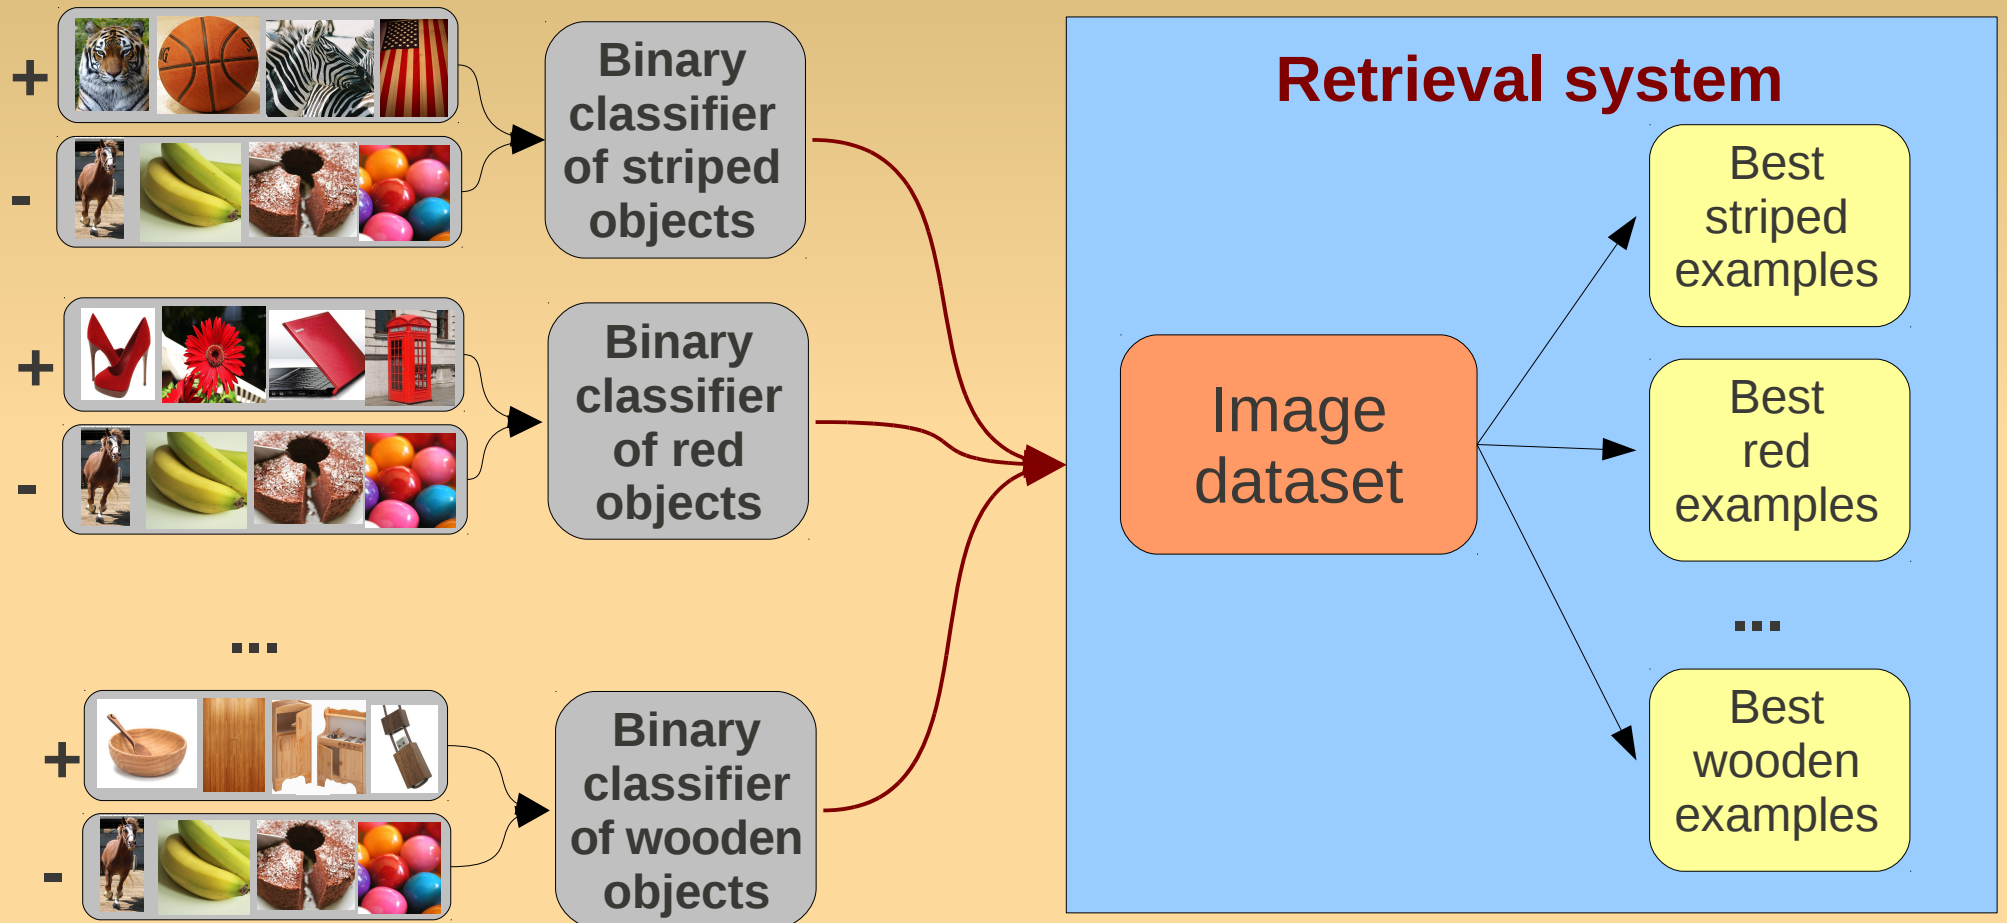 +
-
Binary
classifier
of striped
objects
+
-
Binary
classifier
of red
objects
...
+
-
Binary
classifier
of wooden
objects
Retrieval system
Image
dataset
Best
striped
examples
Best
red
examples
...
Best
wooden
examples